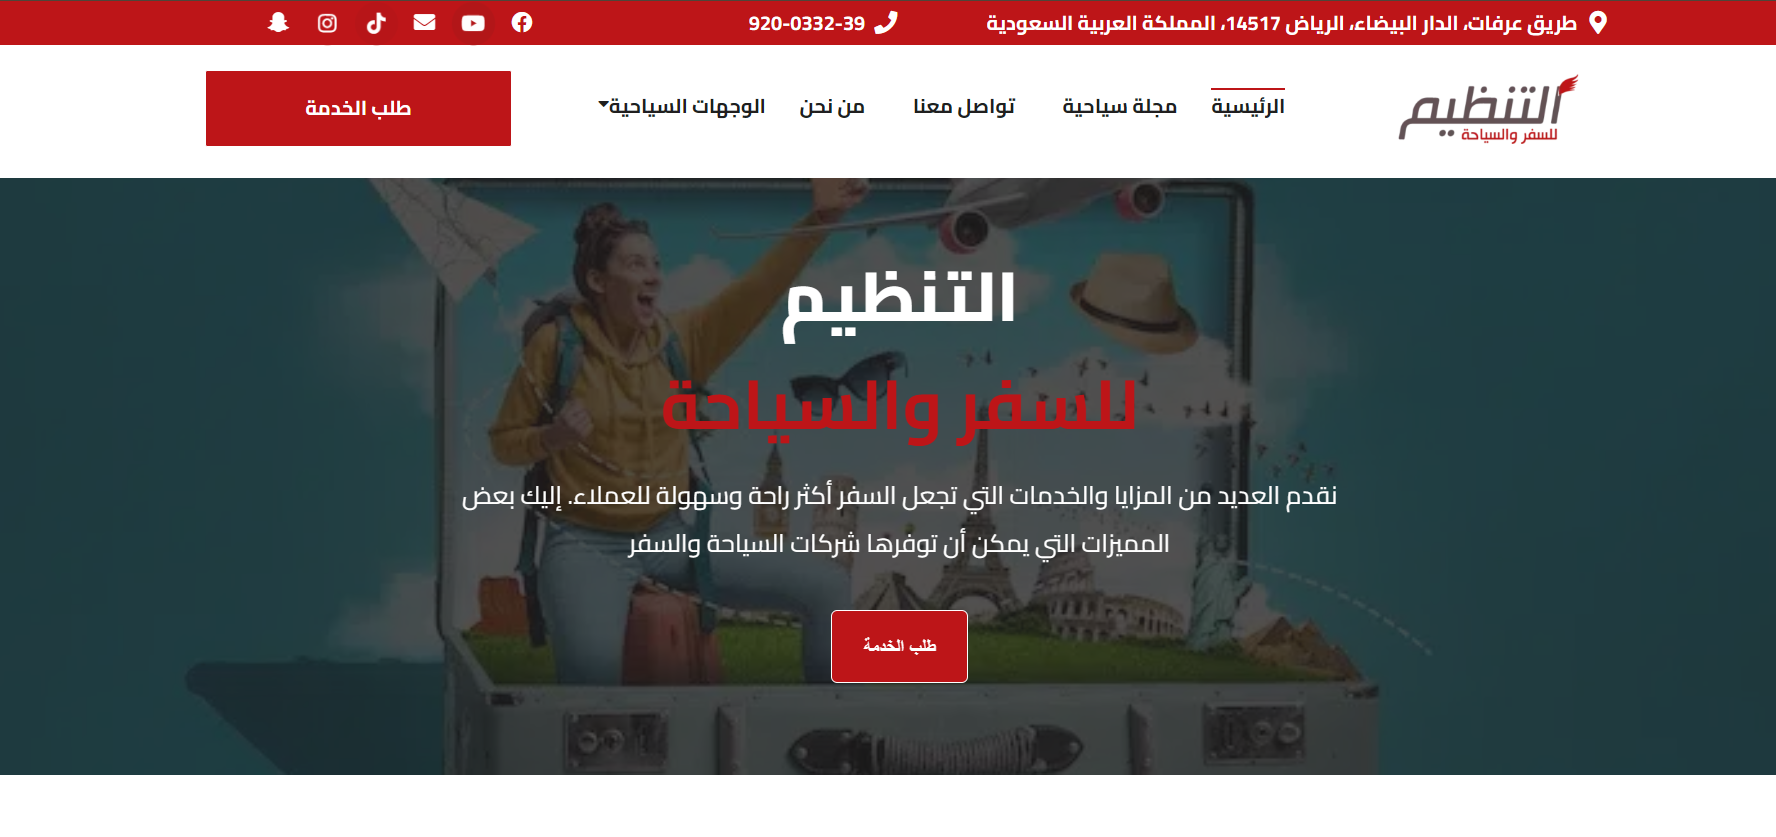 طريق عرفات، الدار البيضاء، الرياض 14517، المملكة العربية السعودية
920-0332-39
التنظيم
للسفر والسياحة
الرئيسية
مجلة سياحية
تواصل معنا
من نحن
الوجهات السياحية
طلب الخدمة
التنظيم
للسفر والسياحة
نقدم العديد من المزايا والخدمات التي تجعل السفر أكثر راحة وسهولة للعملاء. إليك بعض
المميزات التي يمكن أن توفرها شركات السياحة والسفر
طلب الخدمة